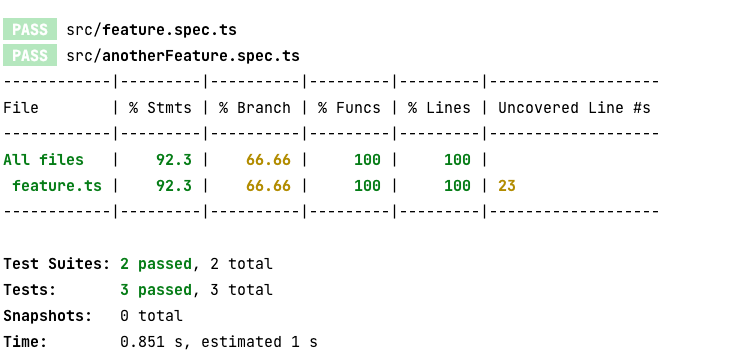 PASS src/feature.spec.ts
PASS src/anotherFeature.spec.ts
------------|---------|----------|---------|---------|-------------------
File        | % Stmts | % Branch | % Funcs | % Lines | Uncovered Line #s
------------|---------|----------|---------|---------|-------------------
All files   |    92.3 |    66.66 |     100 |     100 |
 feature.ts |    92.3 |    66.66 |     100 |     100 | 23
------------|---------|----------|---------|---------|-------------------
Test Suites: 2 passed, 2 total
Tests:       3 passed, 3 total
Snapshots:   0 total
Time:        0.851 s, estimated 1 s